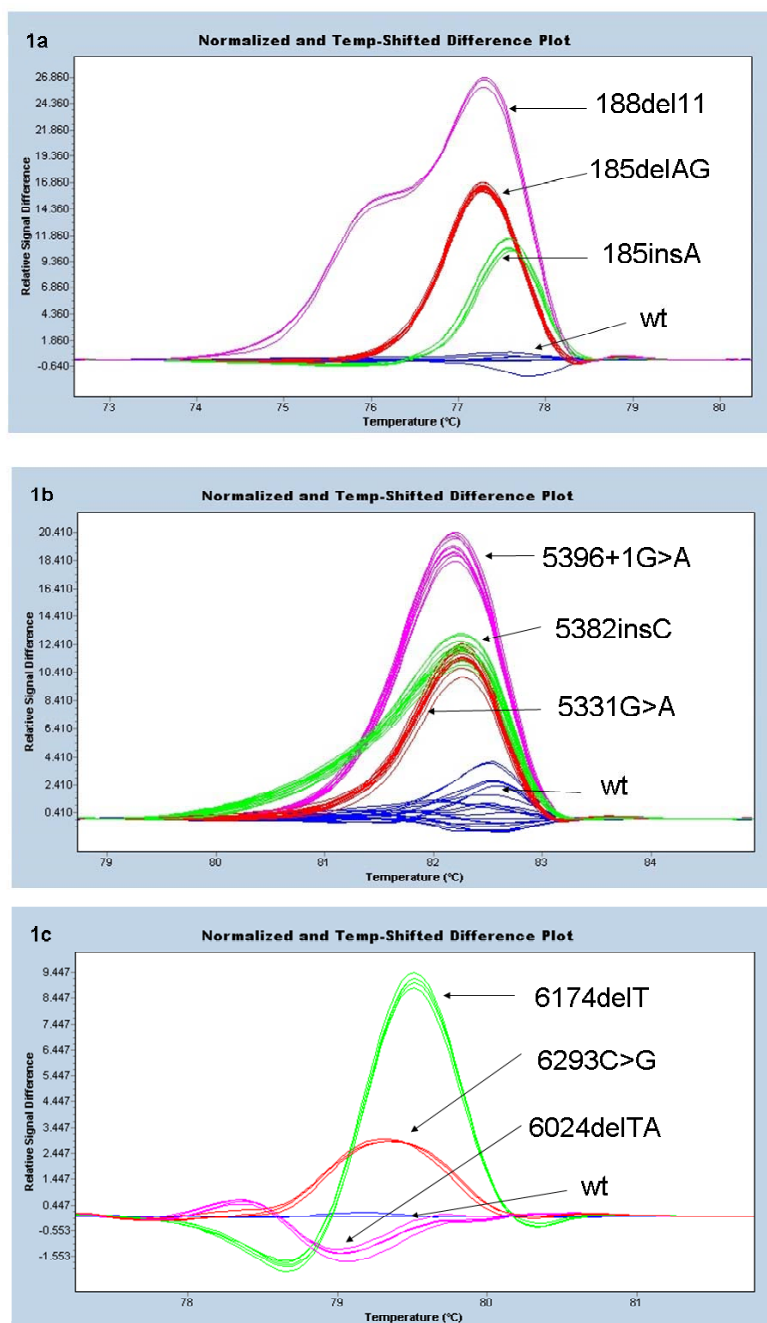 1a
Normalized and Temp-Shifted Difference Plot
Relative Signal Difference
26.860
24.360
21.860
19.360
16.860
14.360
11.860
9.360
6.860
4.360
1.860
-0.640
188del11
185delAG
185insA
wt
73 74 75 76 77 78 79 80
Temperature (°C)
1b
Normalized and Temp-Shifted Difference Plot
Relative Signal Difference
20.410
18.410
16.410
14.410
12.410
10.410
8.410
6.410
4.410
2.410
0.410
5396+1G>A
5382insC
5331G>A
wt
79 80 81 82 83 84
Temperature (°C)
1c
Normalized and Temp-Shifted Difference Plot
Relative Signal Difference
9.447
8.447
7.447
6.447
5.447
4.447
3.447
2.447
1.447
0.447
-0.553
-1.553
6174delT
6293C>G
6024delTA
wt
78 79 80 81
Temperature (°C)